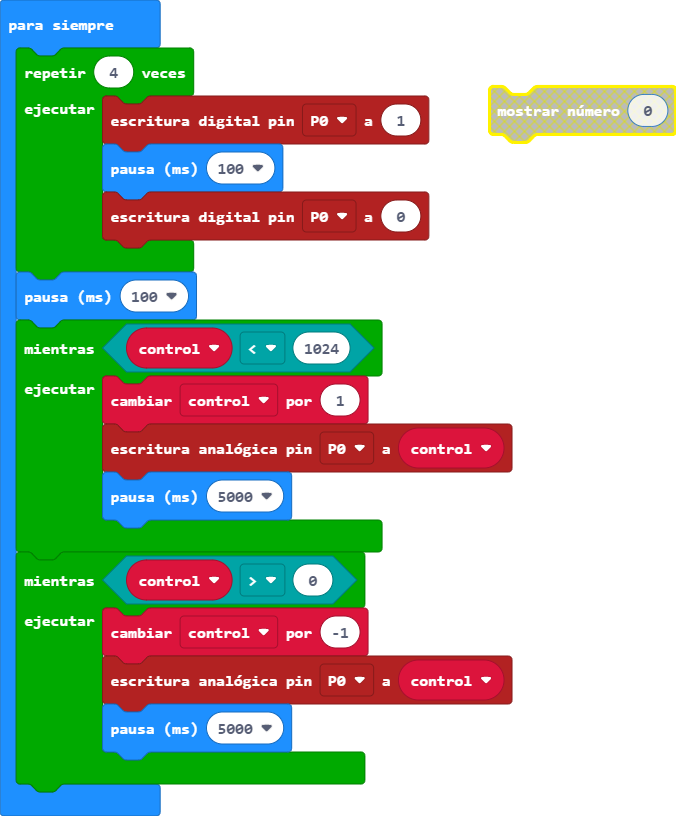 para siempre
repetir 4 veces
ejecutar
escritura digital pin P0 a 1
mostrar número 0
pausa (ms) 100
escritura digital pin P0 a 0
pausa (ms) 100
mientras control < 1024
ejecutar
cambiar control por 1
escritura analógica pin P0 a control
pausa (ms) 5000
mientras control > 0
ejecutar
cambiar control por -1
escritura analógica pin P0 a control
pausa (ms) 5000